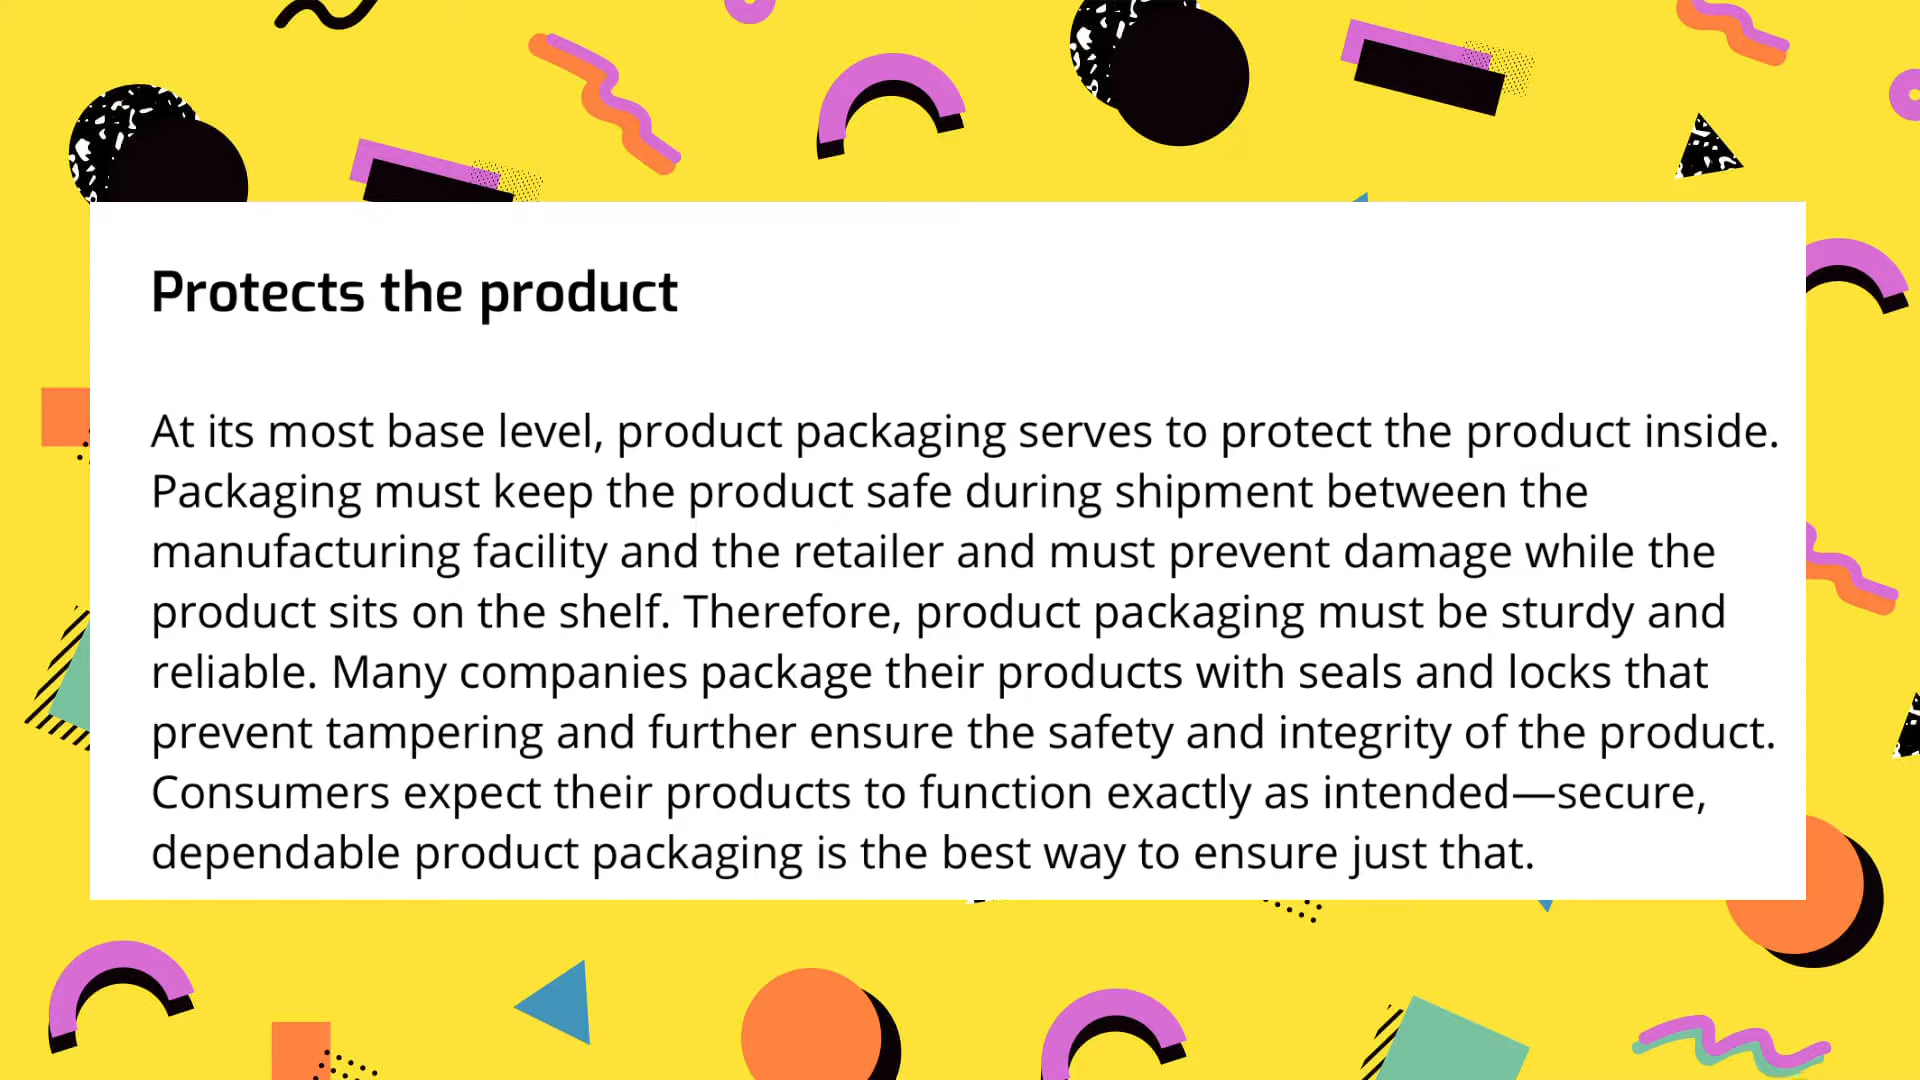 Protects the product
At its most base level, product packaging serves to protect the product inside.
Packaging must keep the product safe during shipment between the
manufacturing facility and the retailer and must prevent damage while the
product sits on the shelf. Therefore, product packaging must be sturdy and
reliable. Many companies package their products with seals and locks that
prevent tampering and further ensure the safety and integrity of the product.
Consumers expect their products to function exactly as intended—secure,
dependable product packaging is the best way to ensure just that.